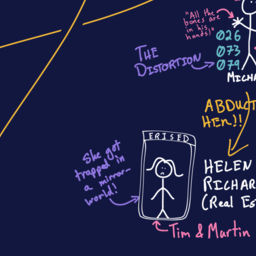 "All the
bones are
in his
hands!"
026
073
079
THE
DISTORTION
MICHA
ABDUCT
HER!!
ERISED
She got
trapped in
a mirror-
world!
HELEN
RICHAR
(Real Es
Tim & Martin